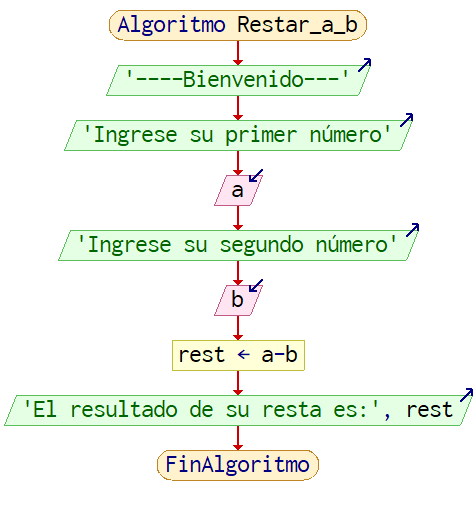 Algoritmo Restar_a_b
'----Bienvenido---'
'Ingrese su primer número'
a
'Ingrese su segundo número'
b
rest ← a-b
'El resultado de su resta es:', rest
FinAlgoritmo